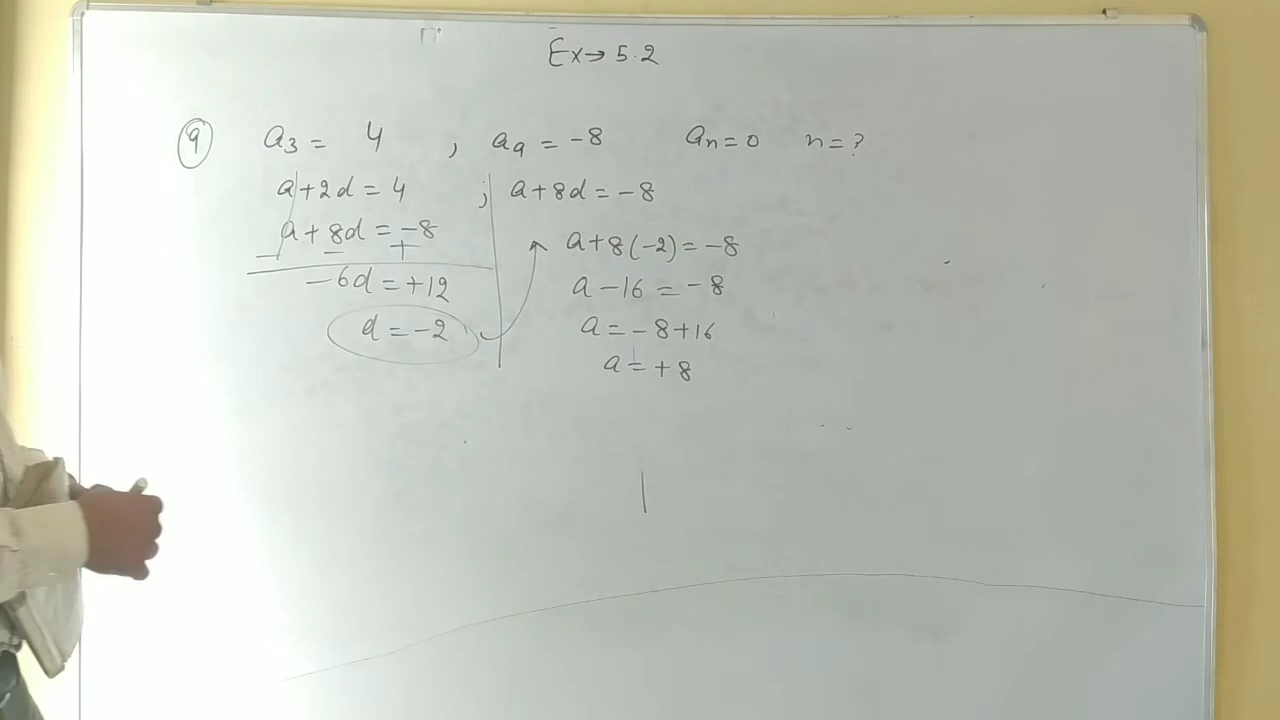 Ex→ 5.2
(9) a₃ = 4 , a₉ = -8 aₙ = 0 n = ?
a + 2d = 4 ; a + 8d = -8
a + 8d = -8
- - +
-6d = +12
d = -2
a + 8(-2) = -8
a - 16 = -8
a = -8 + 16
a = +8